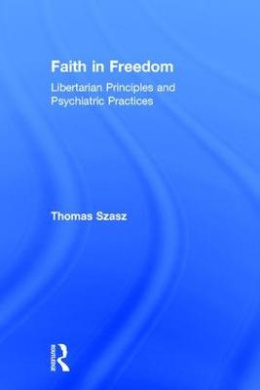 Faith in Freedom
Libertarian Principles and
Psychiatric Practices
Thomas Szasz
ROUTLEDGE